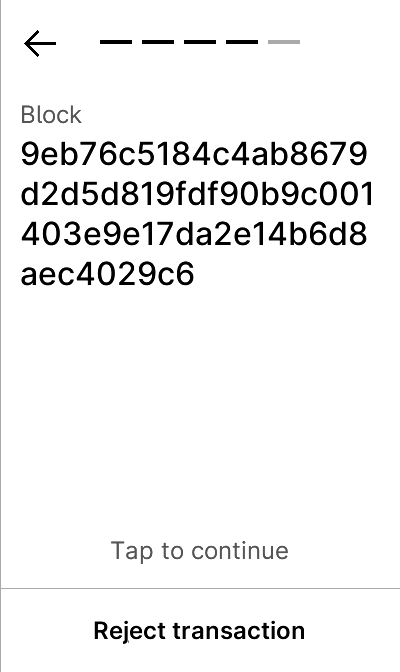 Block
9eb76c5184c4ab8679
d2d5d819fdf90b9c001
403e9e17da2e14b6d8
aec4029c6
Tap to continue
Reject transaction